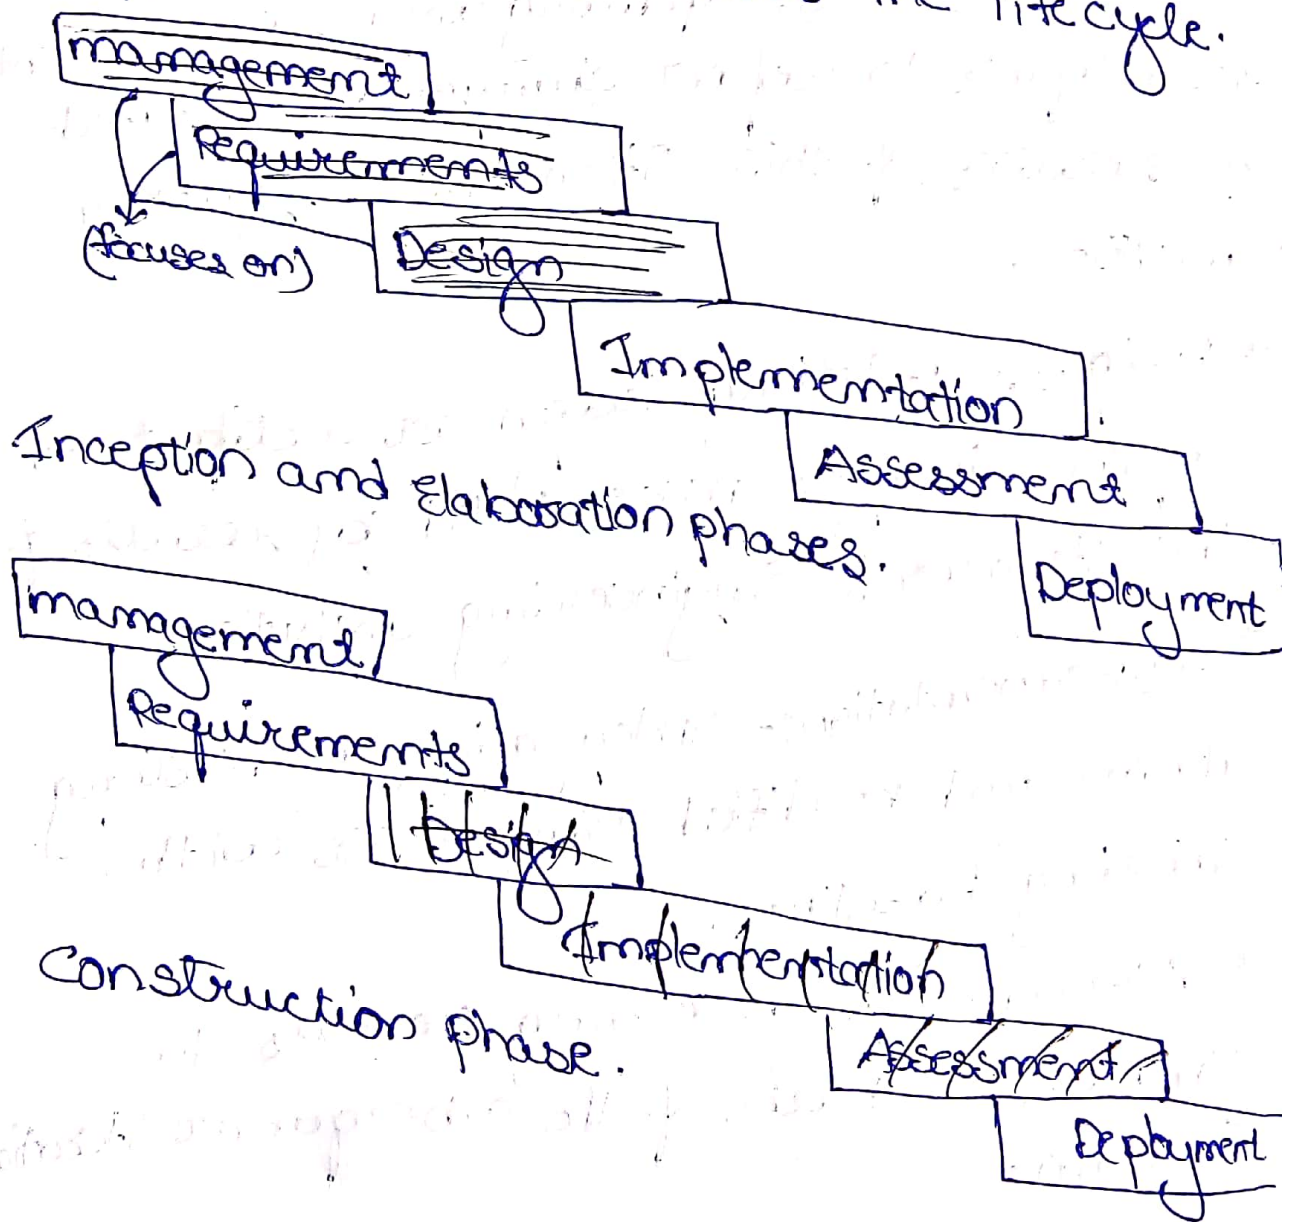 the lifecycle.
management
Requirements
(focuses on)
Design
Implementation
Assessment
Inception and Elaboration phases.
Deployment
management
Requirements
Design
Implementation
Construction phase.
Assessment
Deployment